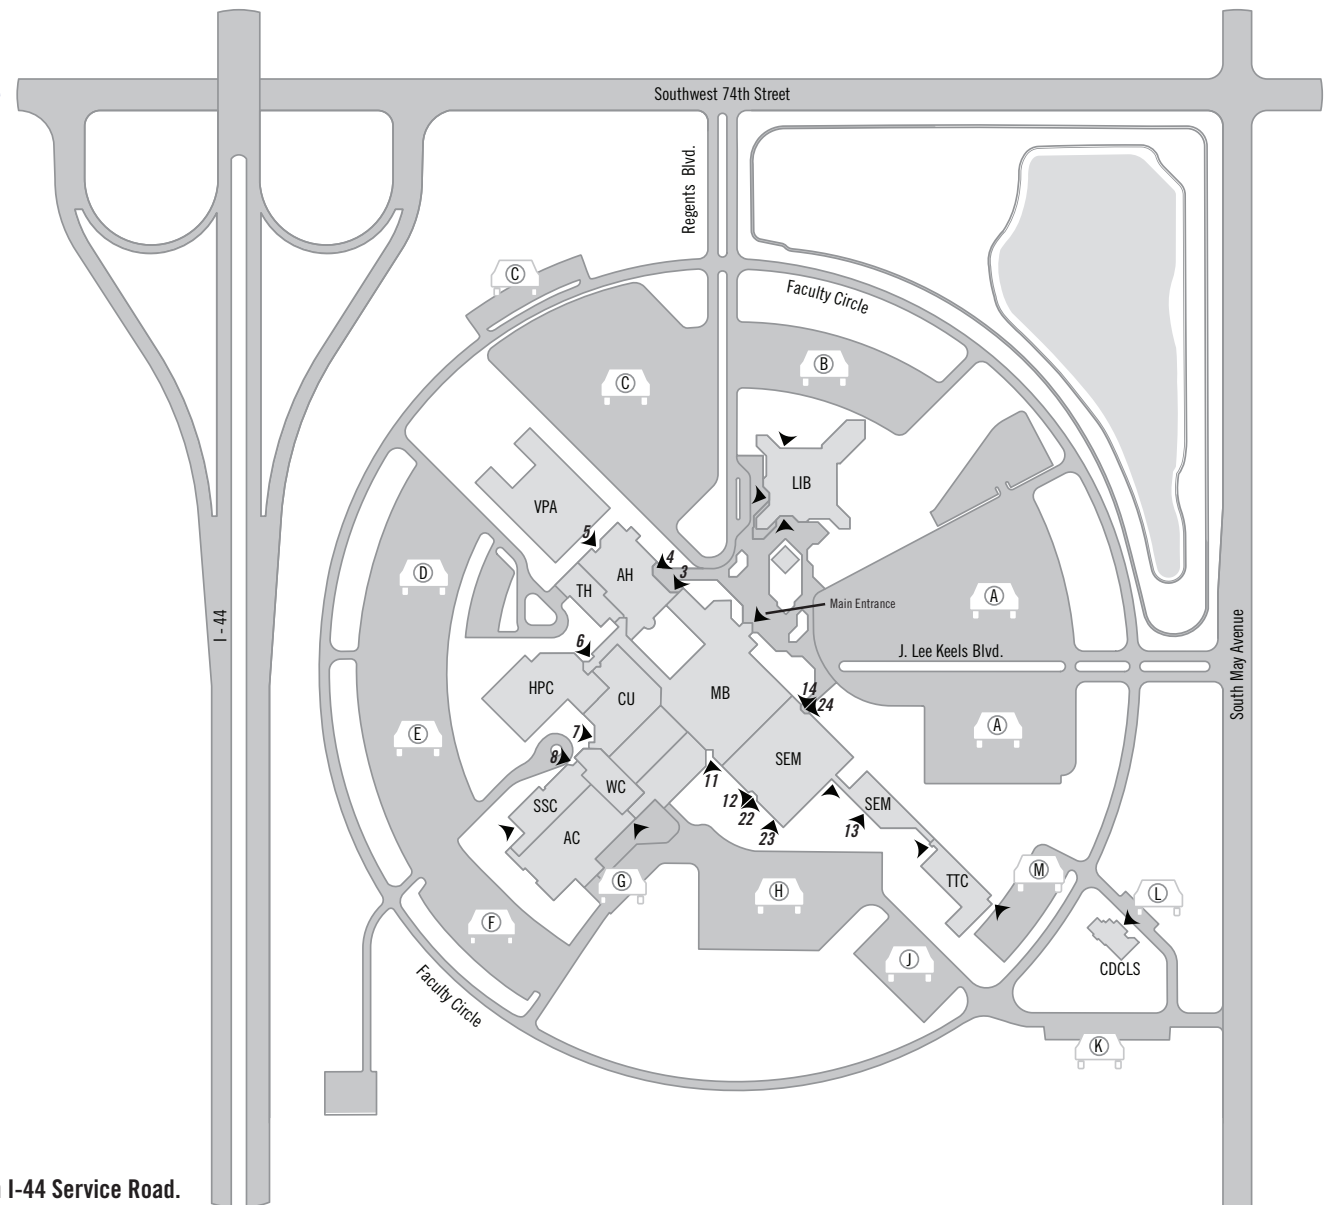 Southwest 74th Street
Regents Blvd.
C
Faculty Circle
B
C
LIB
VPA
5
4
AH
3
D
TH
A
Main Entrance
I - 44
6
J. Lee Keels Blvd.
South May Avenue
HPC
CU
MB
14
24
A
E
7
8
SEM
11
WC
12
22
SEM
SSC
23
13
AC
G
H
TTC
M
L
F
J
CDCLS
Faculty Circle
K
I-44 Service Road.